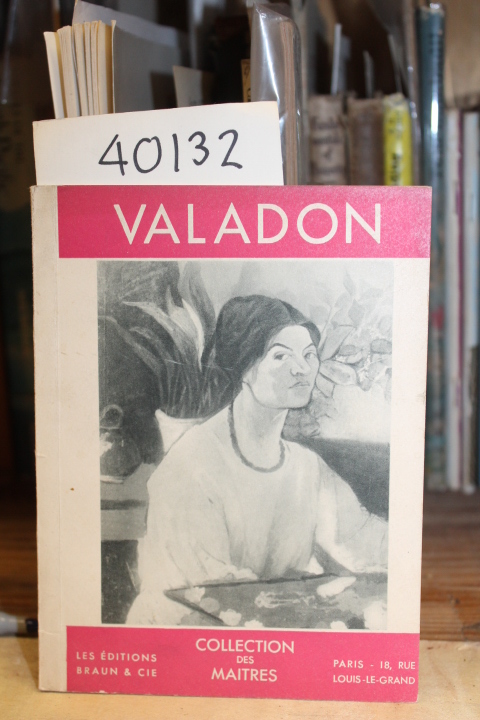 40132
VALADON
LES ÉDITIONS
BRAUN & CIE
COLLECTION
DES
MAITRES
PARIS - 18, RUE
LOUIS-LE-GRAND